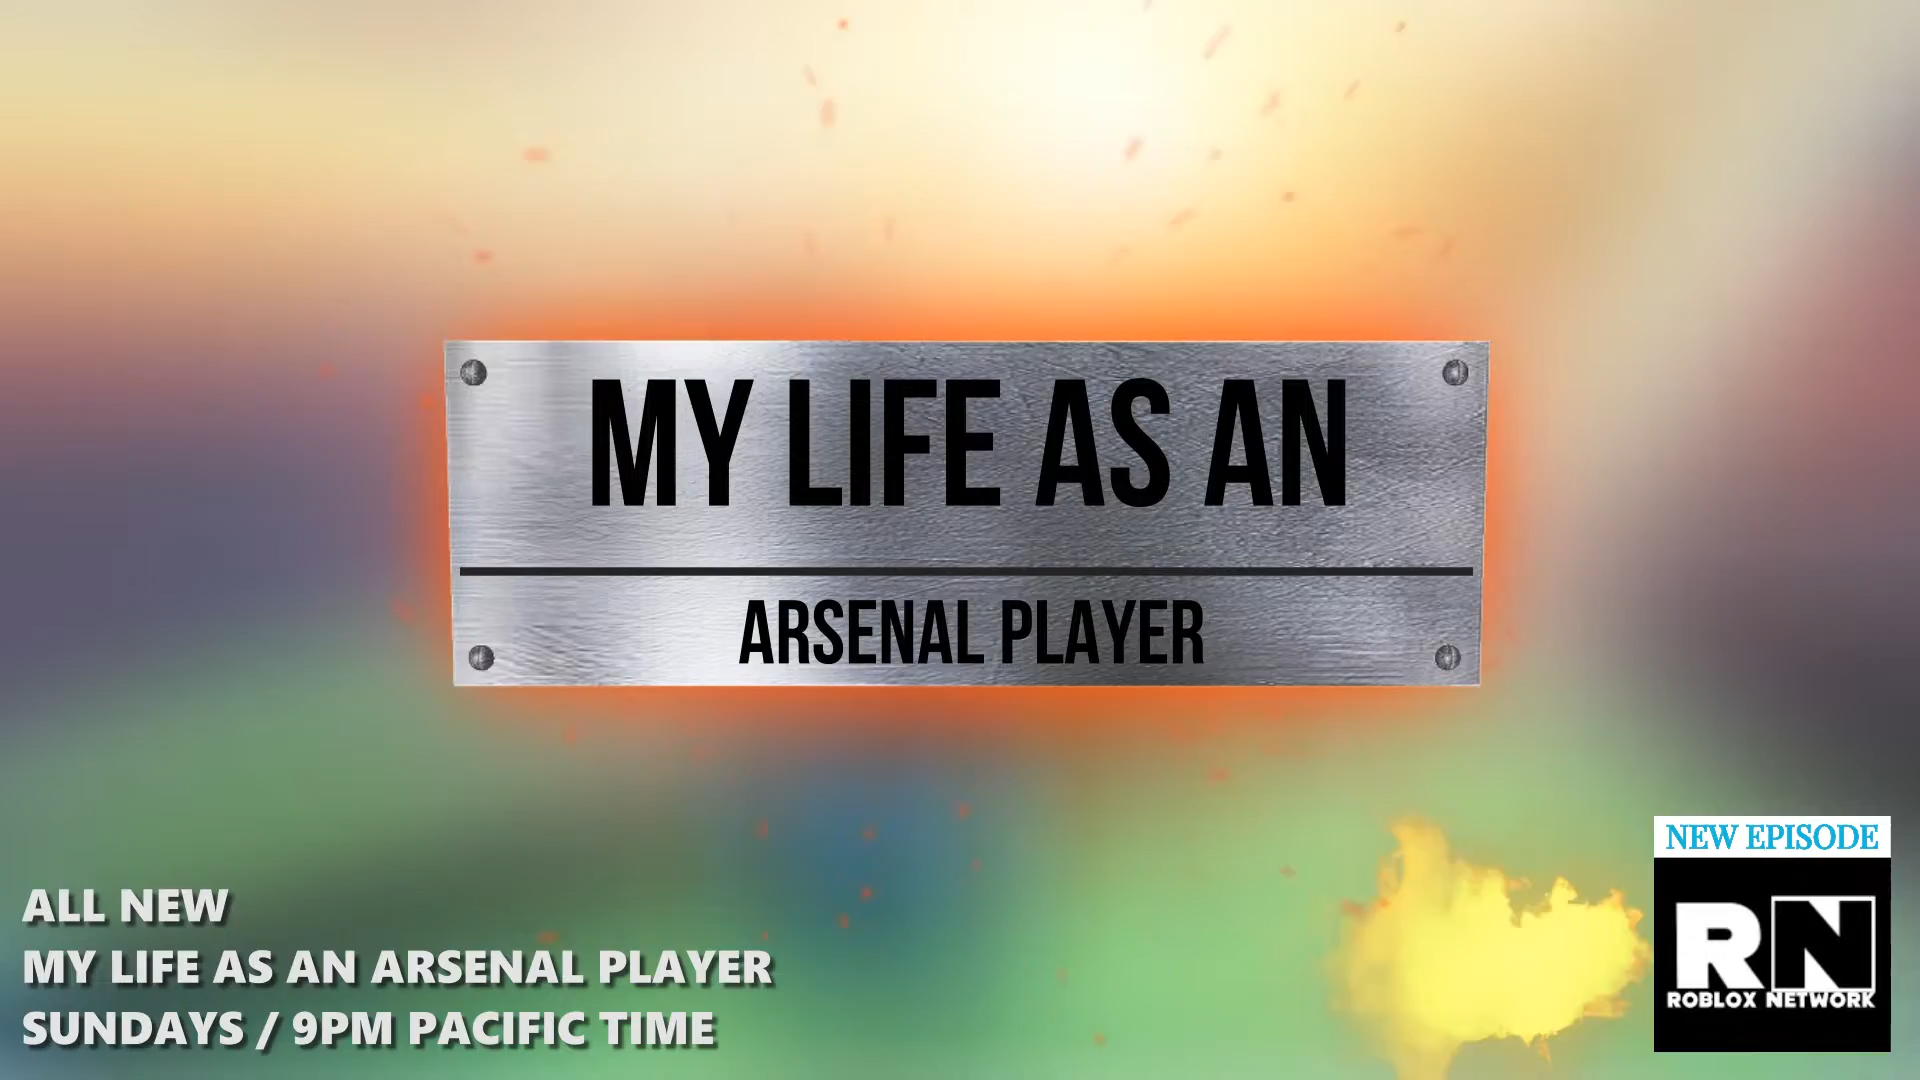 MY LIFE AS AN
ARSENAL PLAYER
ALL NEW
MY LIFE AS AN ARSENAL PLAYER
SUNDAYS / 9PM PACIFIC TIME
NEW EPISODE
RN
ROBLOX NETWORK